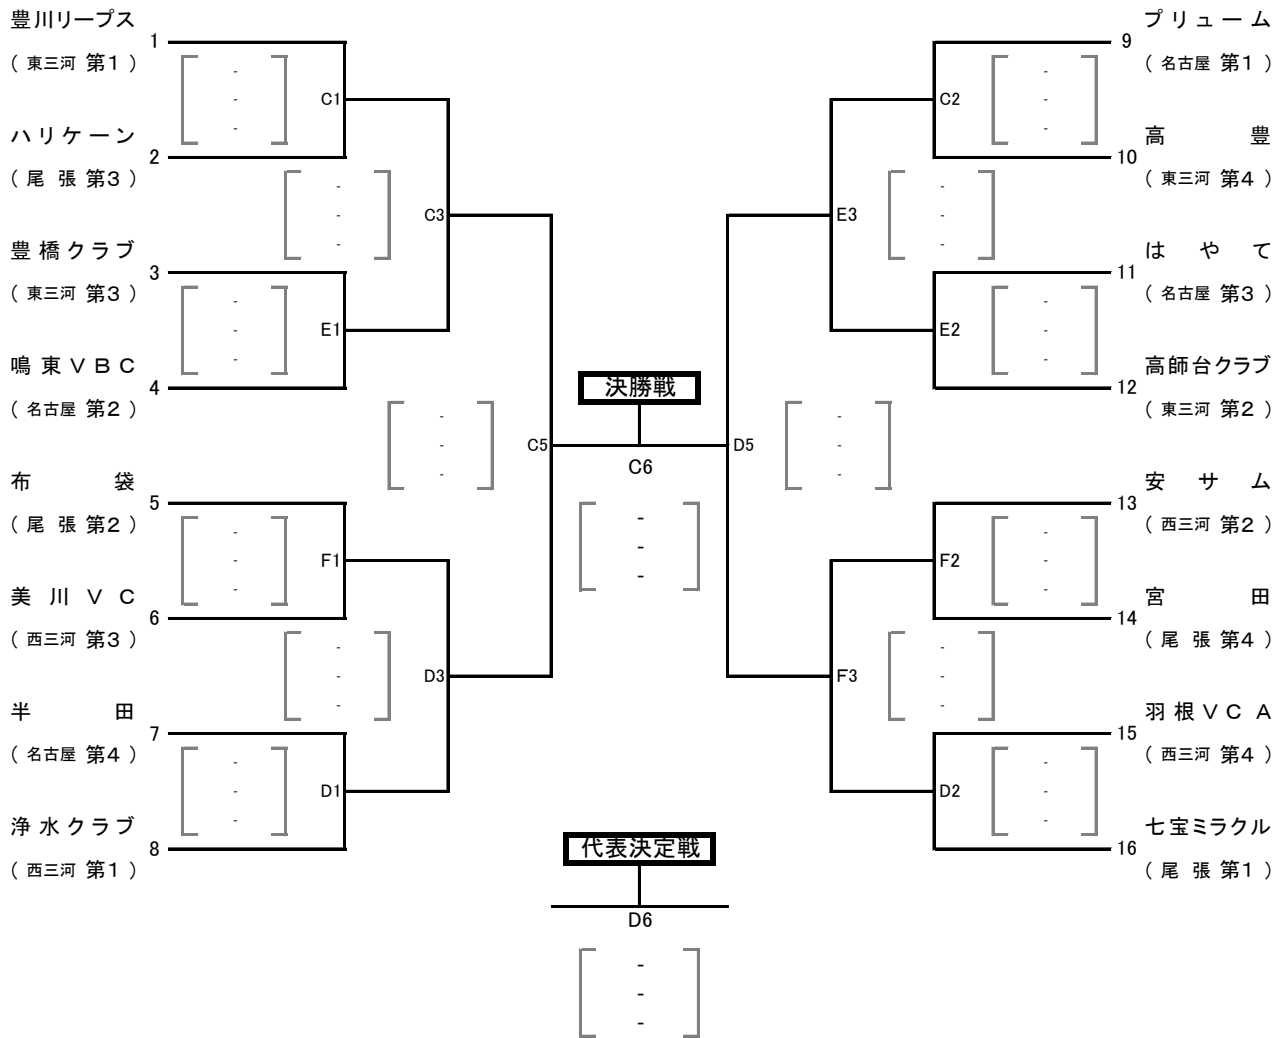 豊川リープス
1
( 東三河 第1 )
-
-
-
C1
ハリケーン
2
( 尾 張 第3 )
-
-
-
C3
豊 橋 ク ラ ブ
3
( 東三河 第3 )
-
-
-
E1
鳴 東 V B C
4
( 名古屋 第2 )
-
-
-
C5
布 袋
5
( 尾 張 第2 )
-
-
-
F1
美 川 V C
6
( 西三河 第3 )
-
-
-
D3
半 田
7
( 名古屋 第4 )
-
-
-
D1
浄 水 ク ラ ブ
8
( 西三河 第1 )
決勝戦
C6
-
-
-
代表決定戦
D6
-
-
-
プ リ ュ ー ム
9
( 名古屋 第1 )
-
-
-
C2
高 豊
10
( 東三河 第4 )
-
-
-
E3
は や て
11
( 名古屋 第3 )
-
-
-
E2
高師台クラブ
12
( 東三河 第2 )
-
-
-
D5
安 サ ム
13
( 西三河 第2 )
-
-
-
F2
宮 田
14
( 尾 張 第4 )
-
-
-
F3
羽 根 V C A
15
( 西三河 第4 )
-
-
-
D2
七宝ミラクル
16
( 尾 張 第1 )